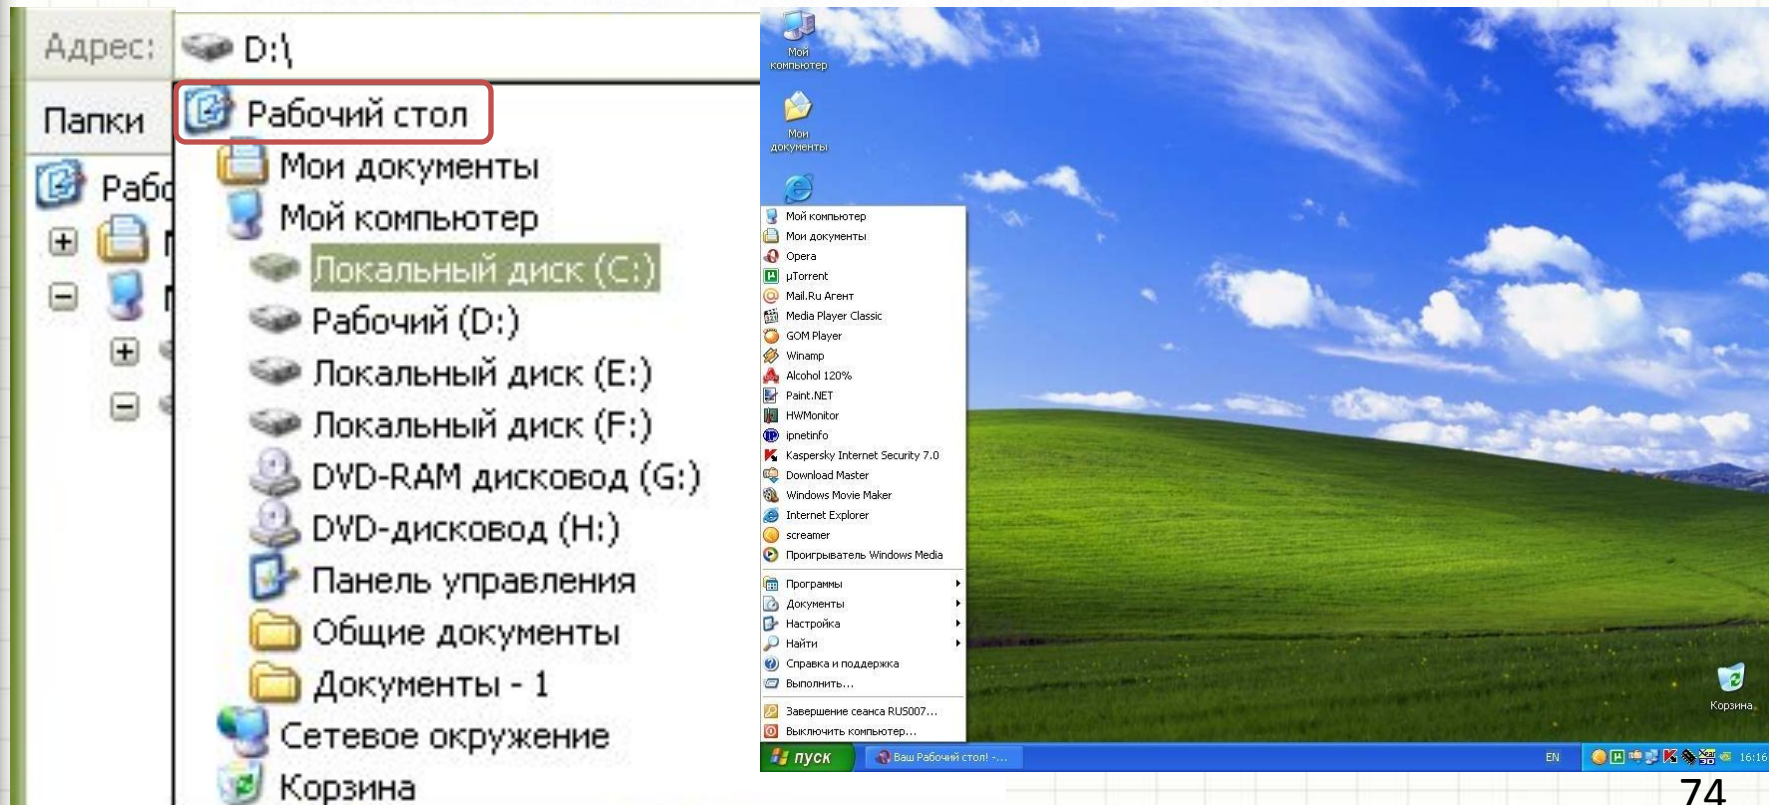 Адрес: D:\
Папки
Рабо
Рабочий стол
Мои документы
Мой компьютер
Локальный диск (C:)
Рабочий (D:)
Локальный диск (E:)
Локальный диск (F:)
DVD-RAM дисковод (G:)
DVD-дисковод (H:)
Панель управления
Общие документы
Документы - 1
Сетевое окружение
Корзина
Мой
компьютер
Мои
документы
Мой компьютер
Мои документы
Opera
µTorrent
Mail.Ru Агент
Media Player Classic
GOM Player
Winamp
Alcohol 120%
Paint.NET
HWMonitor
ipnetinfo
Kaspersky Internet Security 7.0
Download Master
Windows Movie Maker
Internet Explorer
screamer
Проигрыватель Windows Media
Программы
Документы
Настройка
Найти
Справка и поддержка
Выполнить...
Завершение сеанса RUS007...
Выключить компьютер...
Корзина
пуск
Ваш Рабочий стол! -...
EN
16:16
74